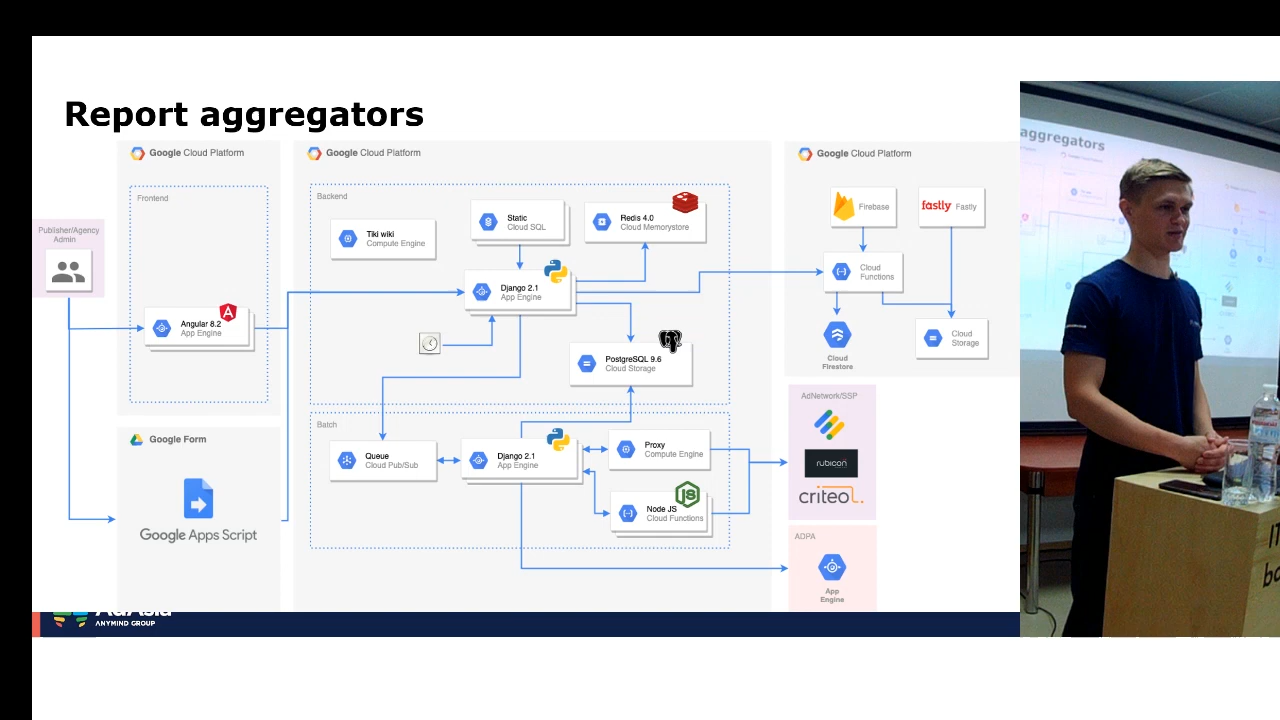 Report aggregators
Google Cloud Platform
Frontend
Publisher/Agency
Admin
Angular 8.2
App Engine
Google Form
Google Apps Script
Google Cloud Platform
Backend
Tiki wiki
Compute Engine
Static
Cloud SQL
Redis 4.0
Cloud Memorystore
Django 2.1
App Engine
PostgreSQL 9.6
Cloud Storage
Batch
Queue
Cloud Pub/Sub
Django 2.1
App Engine
Proxy
Compute Engine
JS
Node JS
Cloud Functions
Google Cloud Platform
Firebase
fastly Fastly
Cloud
Functions
Cloud
Firestore
Cloud
Storage
AdNetwork/SSP
rubicon
criteo
ADPA
App
Engine
AdAsia
ANYMIND GROUP
aggregators